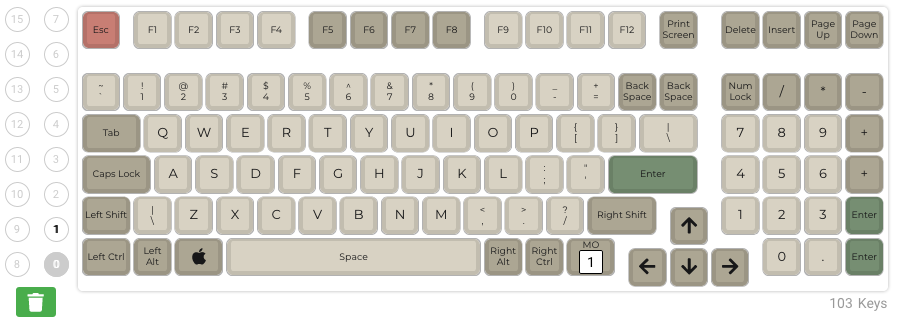 15 7 Esc F1 F2 F3 F4 F5 F6 F7 F8 F9 F10 F11 F12 Print Screen Delete Insert Page Up Page Down
14 6
13 5 ~ ` ! 1 @ 2 # 3 $ 4 % 5 ^ 6 & 7 * 8 ( 9 ) 0 _ - + = Back Space Back Space Num Lock / * -
12 4 Tab Q W E R T Y U I O P { [ } ] | \ 7 8 9 +
11 3 Caps Lock A S D F G H J K L : ; " ' Enter 4 5 6 +
10 2 Left Shift | \ Z X C V B N M < , > . ? / Right Shift 1 2 3 Enter
9 1
8 0 Left Ctrl Left Alt Space Right Alt Right Ctrl MO 1 0 . Enter
103 Keys